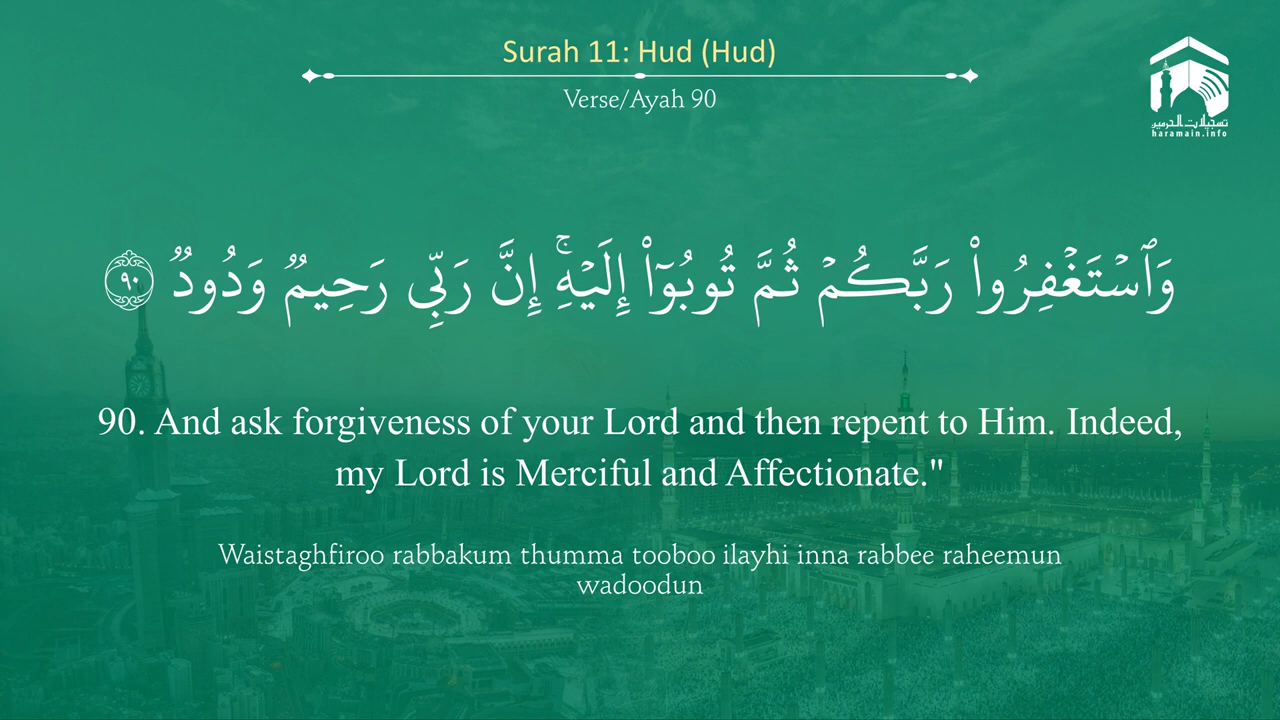 Surah 11: Hud (Hud)
Verse/Ayah 90
تسجيلات الحرمين
haramain.info
وَٱسۡتَغۡفِرُواْ رَبَّكُمۡ ثُمَّ تُوبُوٓاْ إِلَيۡهِۚ إِنَّ رَبِّي رَحِيمٞ وَدُودٞ ٩٠
90. And ask forgiveness of your Lord and then repent to Him. Indeed,
my Lord is Merciful and Affectionate."
Waistaghfiroo rabbakum thumma tooboo ilayhi inna rabbee raheemun
wadoodun